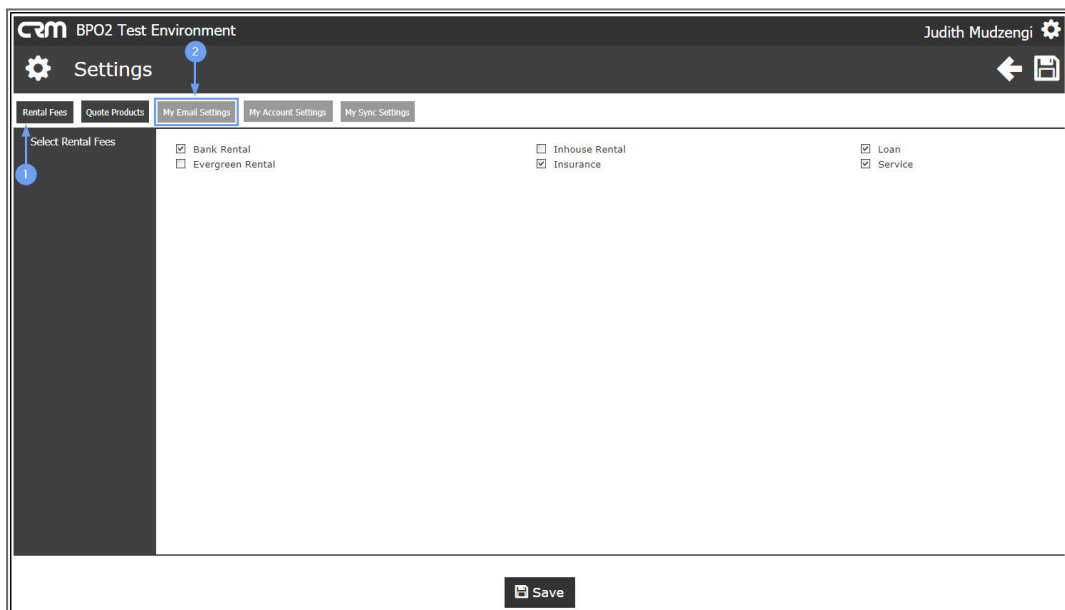 CRM BPO2 Test Environment Judith Mudzengi
2
Settings
Rental Fees Quote Products My Email Settings My Account Settings My Sync Settings
Select Rental Fees
Bank Rental Inhouse Rental Loan
Evergreen Rental Insurance Service
1
Save